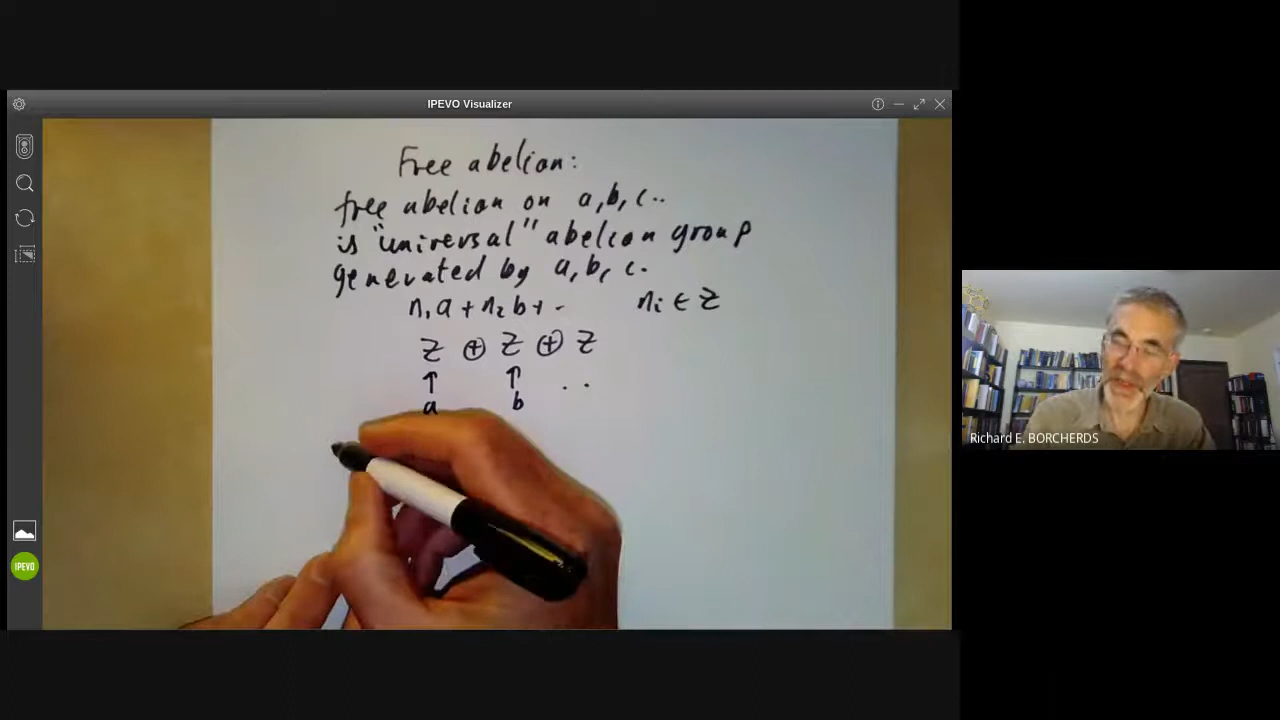 IPEVO Visualizer
Free abelian:
free abelian on a, b, c..
is "universal" abelian group
generated by a, b, c.
n₁a + n₂b + .. nᵢ ∈ Z
Z ⊕ Z ⊕ Z
↑ ↑ ..
a b
Richard E. BORCHERDS
IPEVO